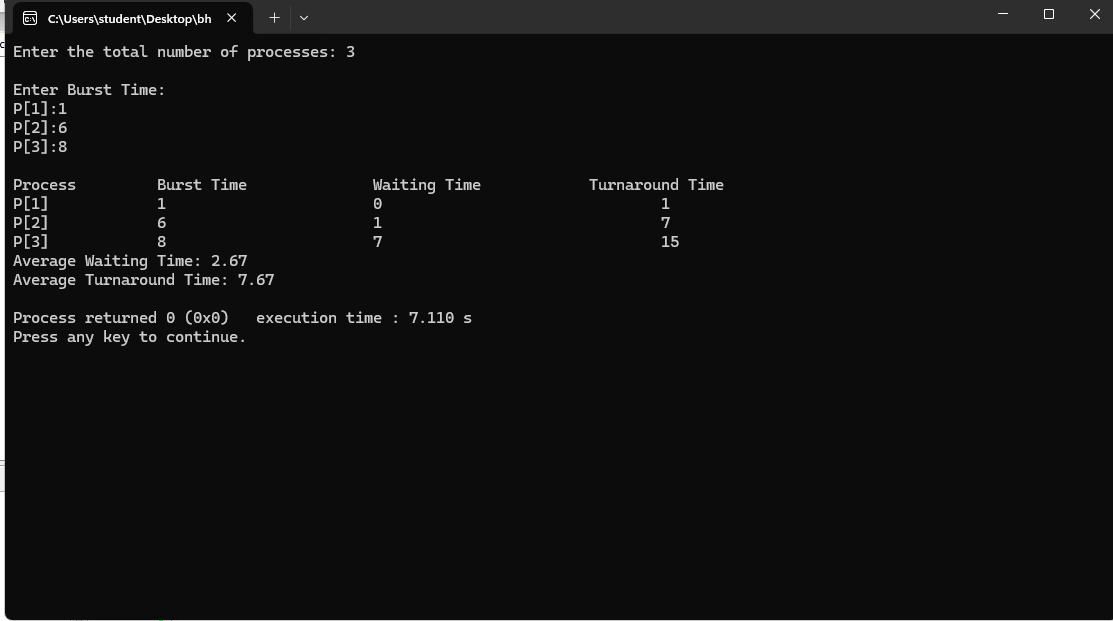 C:\Users\student\Desktop\bh
Enter the total number of processes: 3
Enter Burst Time:
P[1]:1
P[2]:6
P[3]:8
Process Burst Time Waiting Time Turnaround Time
P[1] 1 0 1
P[2] 6 1 7
P[3] 8 7 15
Average Waiting Time: 2.67
Average Turnaround Time: 7.67
Process returned 0 (0x0) execution time : 7.110 s
Press any key to continue.